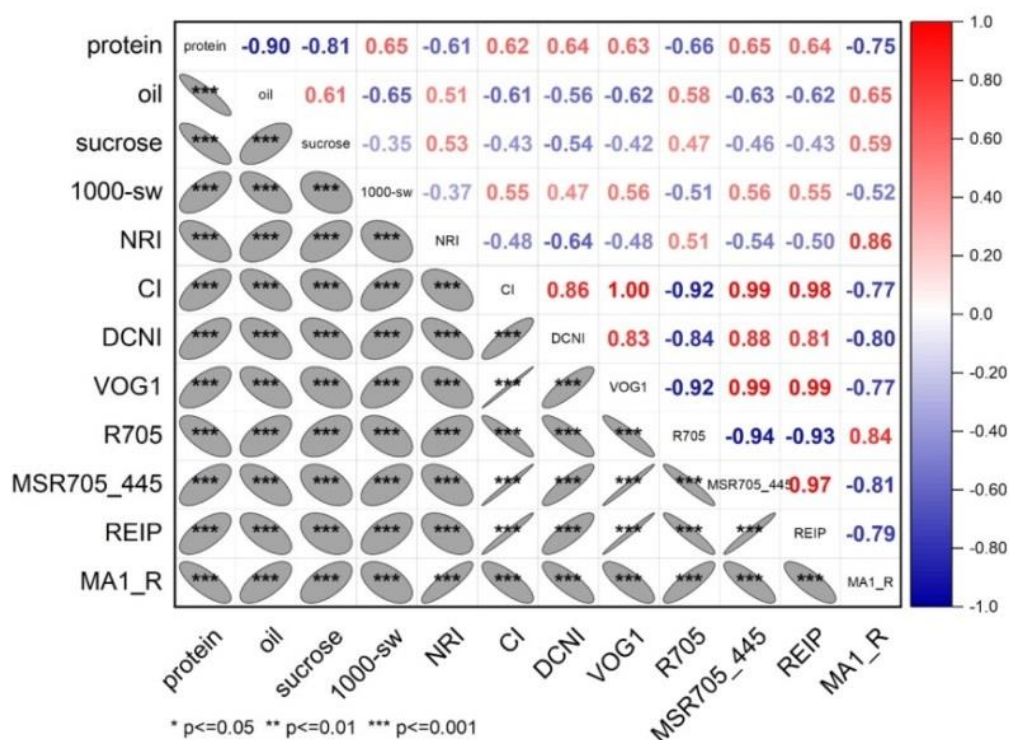 protein protein -0.90 -0.81 0.65 -0.61 0.62 0.64 0.63 -0.66 0.65 0.64 -0.75
oil *** oil 0.61 -0.65 0.51 -0.61 -0.56 -0.62 0.58 -0.63 -0.62 0.65
sucrose *** *** sucrose -0.35 0.53 -0.43 -0.54 -0.42 0.47 -0.46 -0.43 0.59
1000-sw *** *** *** 1000-sw -0.37 0.55 0.47 0.56 -0.51 0.56 0.55 -0.52
NRI *** *** *** *** NRI -0.48 -0.64 -0.48 0.51 -0.54 -0.50 0.86
CI *** *** *** *** *** CI 0.86 1.00 -0.92 0.99 0.98 -0.77
DCNI *** *** *** *** *** *** DCNI 0.83 -0.84 0.88 0.81 -0.80
VOG1 *** *** *** *** *** *** *** VOG1 -0.92 0.99 0.99 -0.77
R705 *** *** *** *** *** *** *** *** R705 -0.94 -0.93 0.84
MSR705_445 *** *** *** *** *** *** *** *** *** MSR705_445 0.97 -0.81
REIP *** *** *** *** *** *** *** *** *** *** REIP -0.79
MA1_R *** *** *** *** *** *** *** *** *** *** *** MA1_R
protein oil sucrose 1000-sw NRI CI DCNI VOG1 R705 MSR705_445 REIP MA1_R
* p<=0.05 ** p<=0.01 *** p<=0.001
1.0
0.80
0.60
0.40
0.20
0.0
-0.20
-0.40
-0.60
-0.80
-1.0